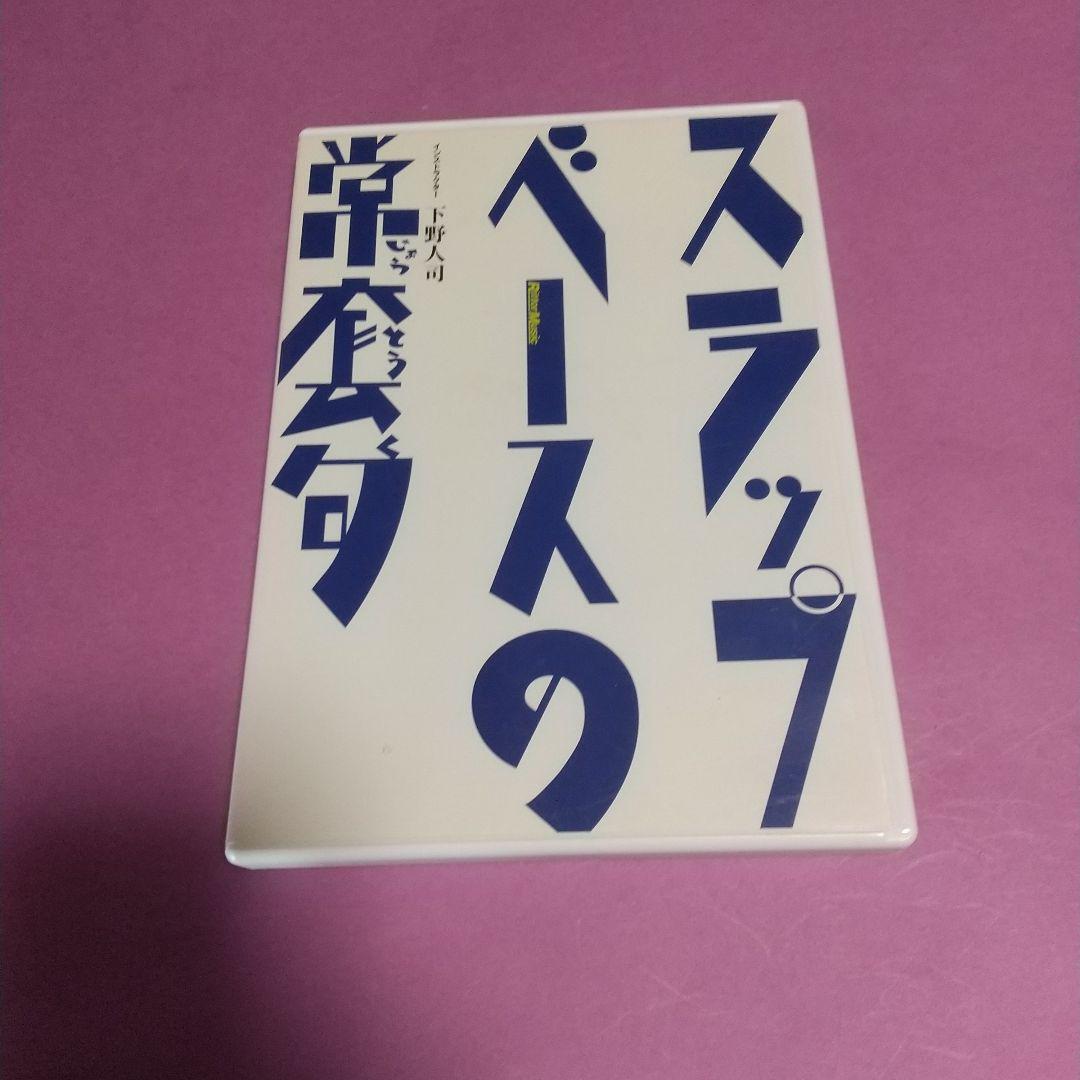 スラップ
ベースの
Rittor Music
常套句
じょうとうく
インストラクター 下野人司